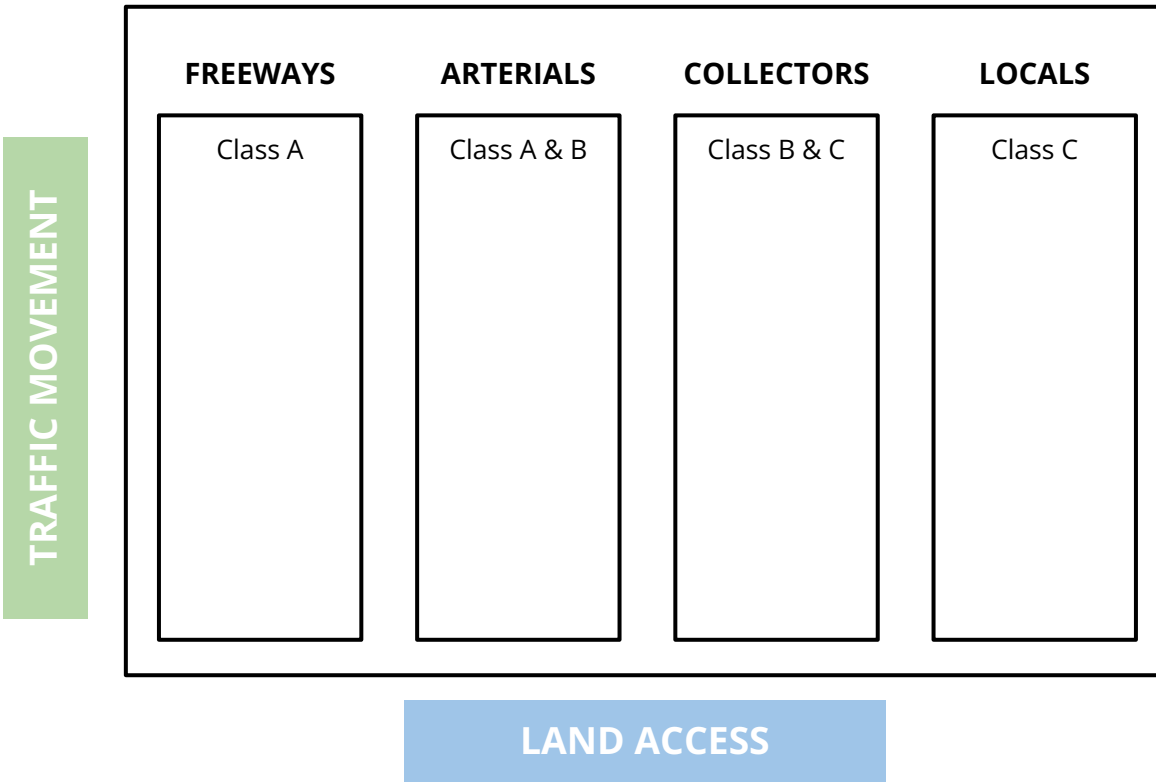 FREEWAYS ARTERIALS COLLECTORS LOCALS
Class A Class A & B Class B & C Class C
TRAFFIC MOVEMENT
LAND ACCESS